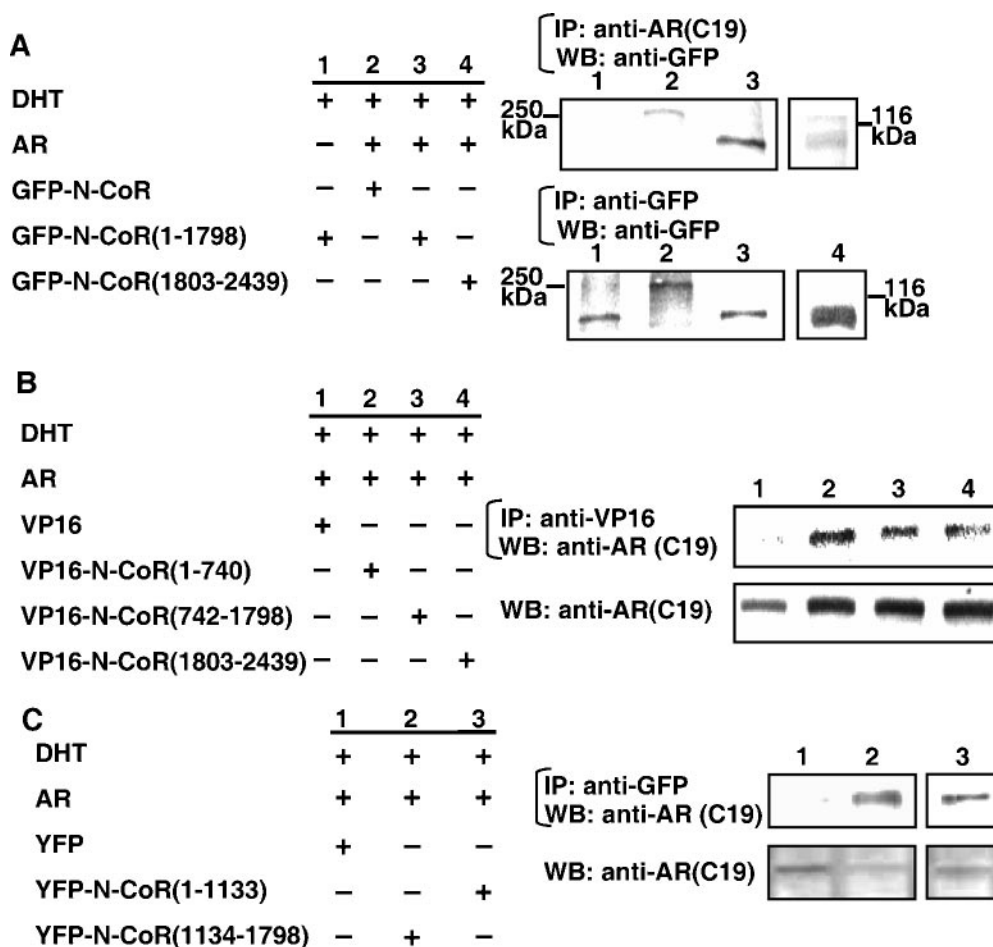 A
1 2 3 4
DHT + + + +
AR – + + +
GFP-N-CoR – + – –
GFP-N-CoR(1-1798) + – + –
GFP-N-CoR(1803-2439) – – – +
IP: anti-AR(C19)
WB: anti-GFP
1 2 3
250
kDa
116
kDa
IP: anti-GFP
WB: anti-GFP
1 2 3 4
250
kDa
116
kDa
B
1 2 3 4
DHT + + + +
AR + + + +
VP16 + – – –
VP16-N-CoR(1-740) – + – –
VP16-N-CoR(742-1798) – – + –
VP16-N-CoR(1803-2439) – – – +
1 2 3 4
IP: anti-VP16
WB: anti-AR (C19)
WB: anti-AR(C19)
C
1 2 3
DHT + + +
AR + + +
YFP + – –
YFP-N-CoR(1-1133) – – +
YFP-N-CoR(1134-1798) – + –
1 2 3
IP: anti-GFP
WB: anti-AR (C19)
WB: anti-AR(C19)